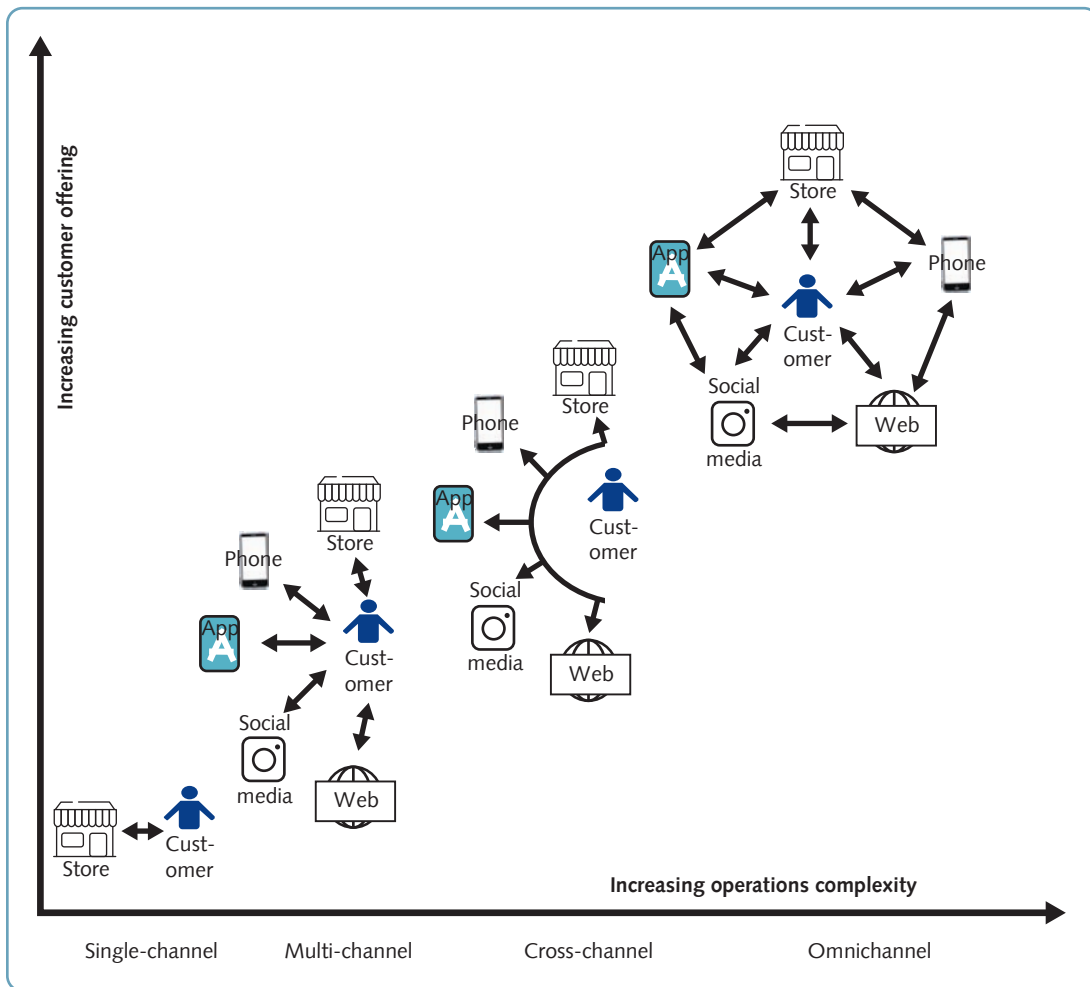 Increasing customer offering
Store
App
Phone
Cust-
omer
Social
media
Web
Store
Phone
App
Cust-
omer
Social
media
Web
Store
Phone
App
Cust-
omer
Social
media
Web
Store
Cust-
omer
Increasing operations complexity
Single-channel
Multi-channel
Cross-channel
Omnichannel